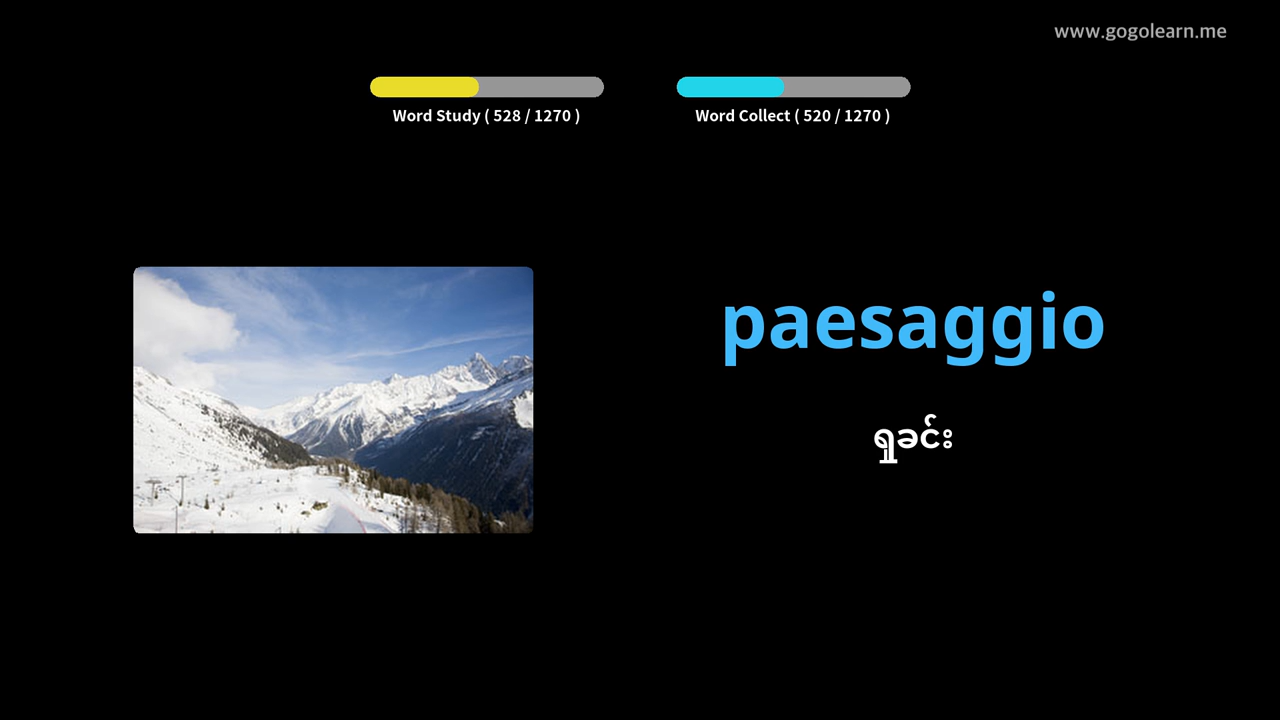 www.gogolearn.me
Word Study ( 528 / 1270 )
Word Collect ( 520 / 1270 )
paesaggio
ရှုခင်း